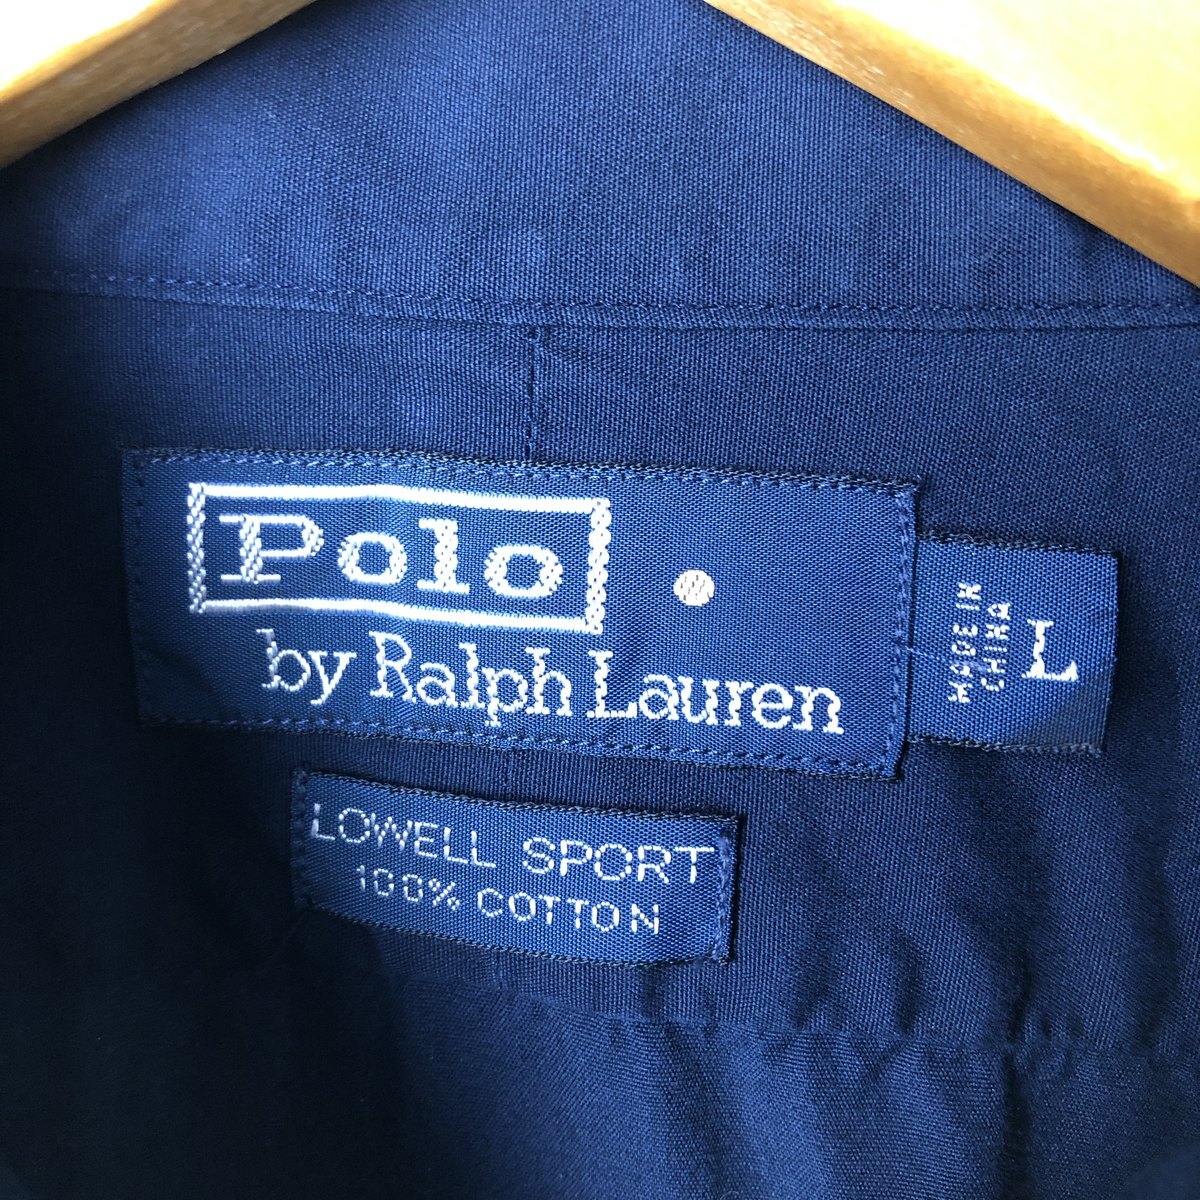 Polo
by Ralph Lauren
MADE IN
CHINA
L
LOWELL SPORT
100% COTTON